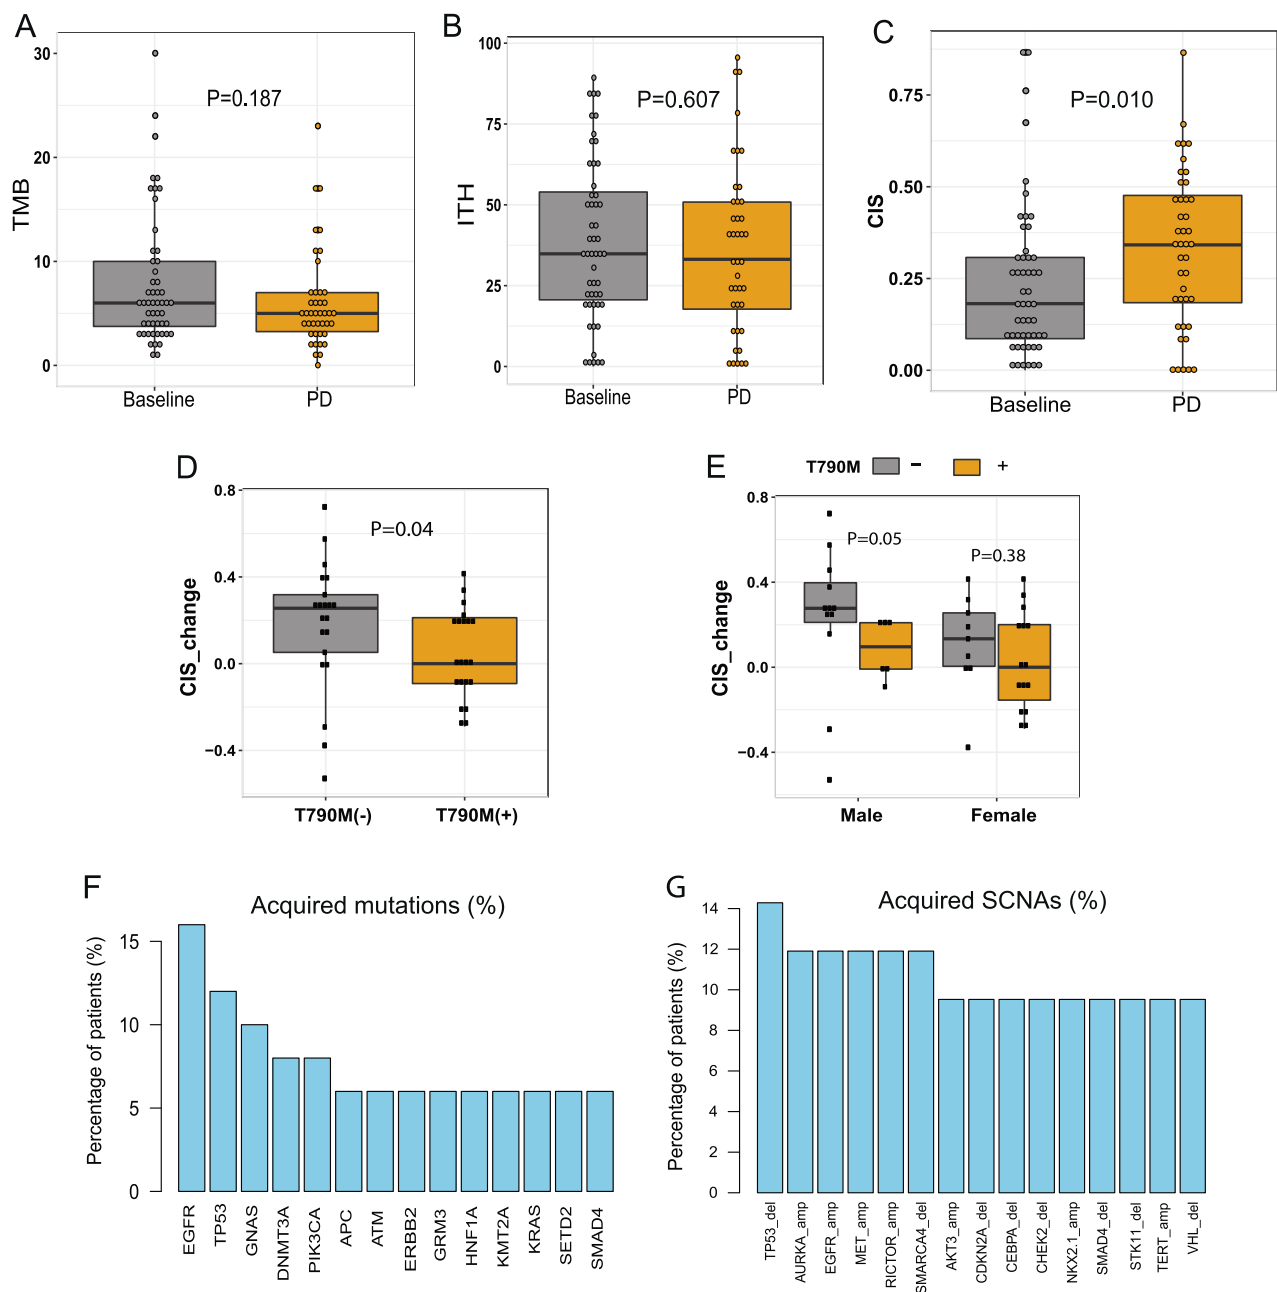 A
30
20
10
0
TMB
P=0.187
Baseline
PD
B
100
75
50
25
0
ITH
P=0.607
Baseline
PD
C
0.75
0.50
0.25
0.00
CIS
P=0.010
Baseline
PD
D
0.8
0.4
0.0
−0.4
CIS_change
P=0.04
T790M(-)
T790M(+)
E
T790M − +
0.8
0.4
0.0
−0.4
CIS_change
P=0.05
P=0.38
Male
Female
F
Acquired mutations (%)
15
10
5
0
Percentage of patients (%)
EGFR
TP53
GNAS
DNMT3A
PIK3CA
APC
ATM
ERBB2
GRM3
HNF1A
KMT2A
KRAS
SETD2
SMAD4
G
Acquired SCNAs (%)
14
12
10
8
6
4
2
0
Percentage of patients (%)
TP53_del
AURKA_amp
EGFR_amp
MET_amp
RICTOR_amp
SMARCA4_del
AKT3_amp
CDKN2A_del
CEBPA_del
CHEK2_del
NKX2.1_amp
SMAD4_del
STK11_del
TERT_amp
VHL_del